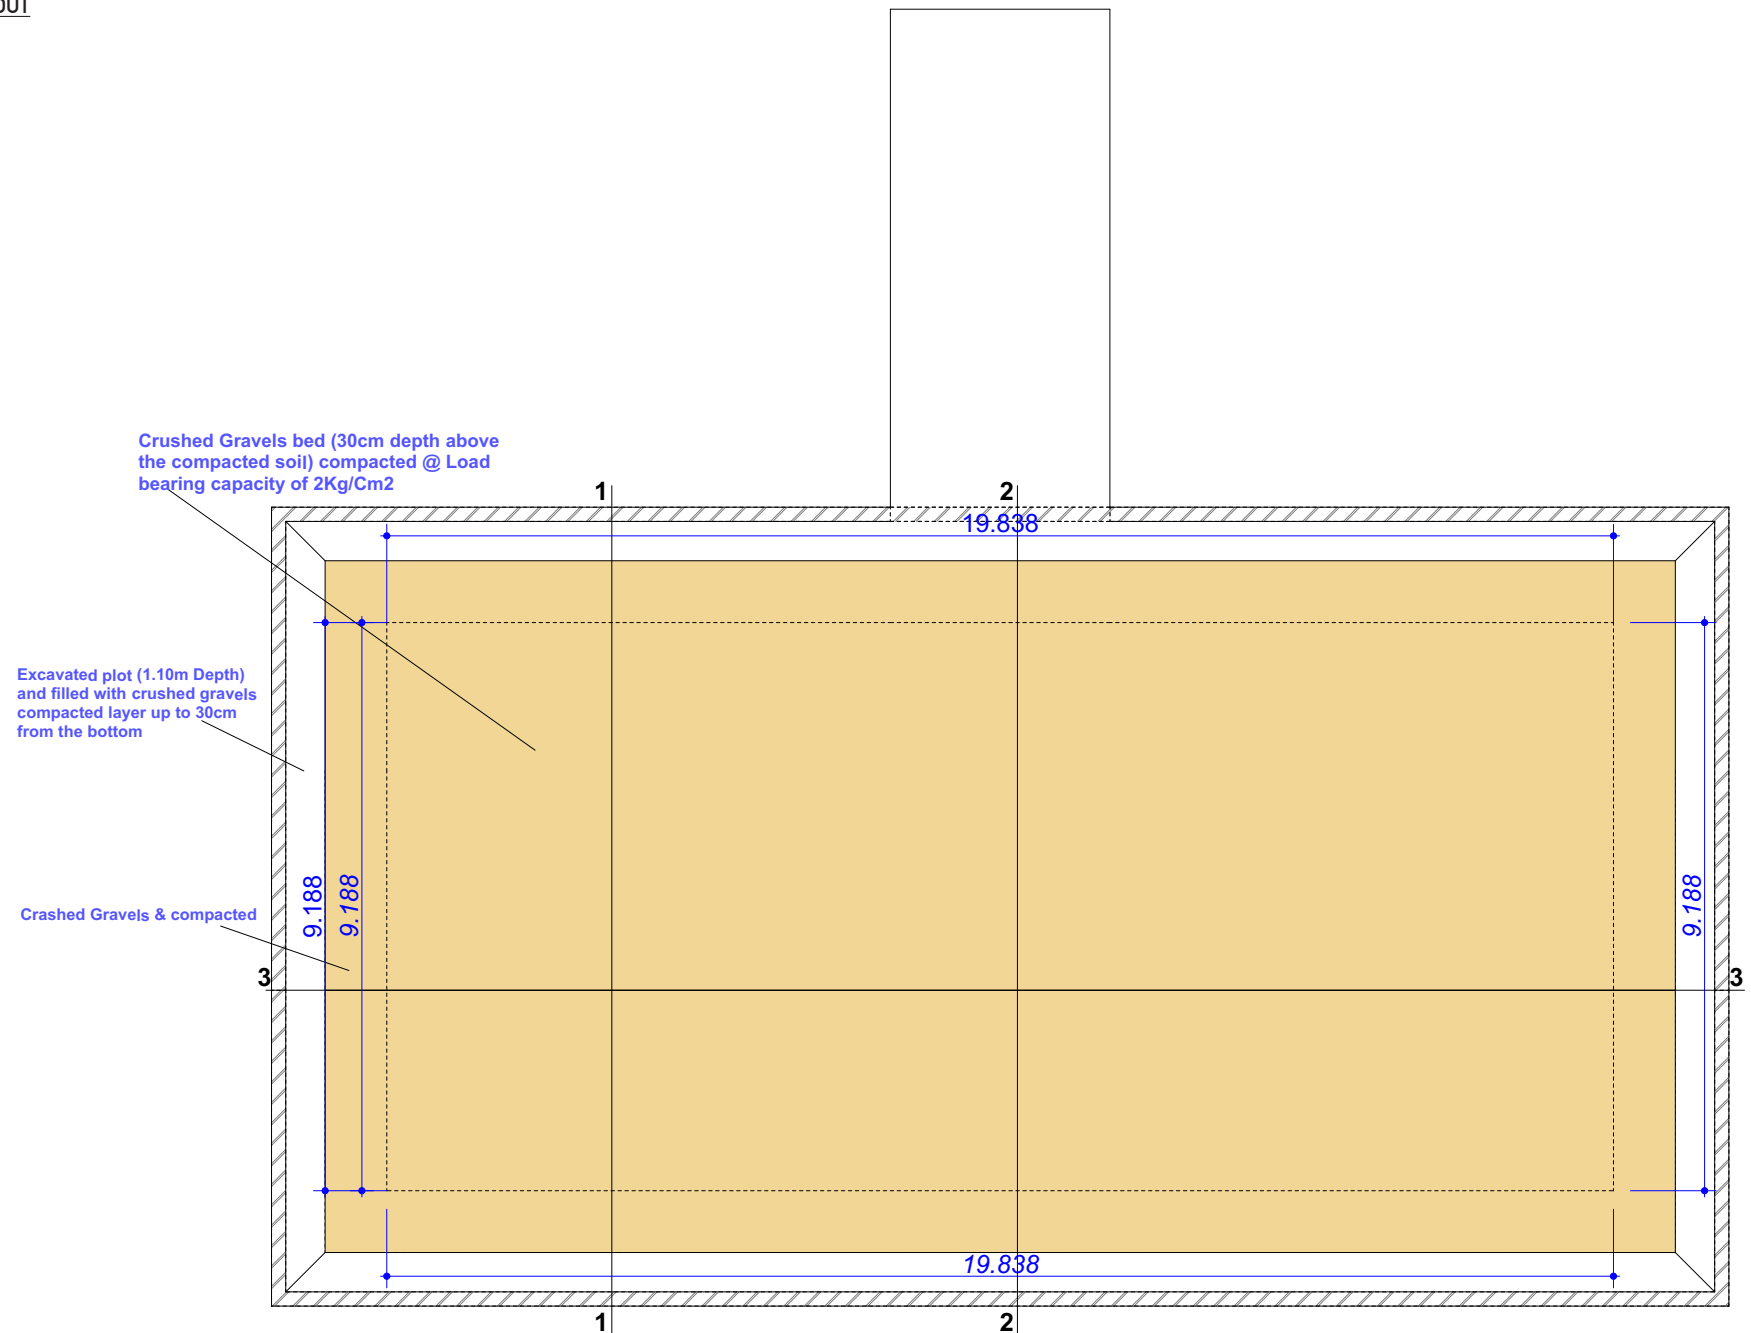 Crushed Gravels bed (30cm depth above
the compacted soil) compacted @ Load
bearing capacity of 2Kg/Cm2
1
2
19.838
Excavated plot (1.10m Depth)
and filled with crushed gravels
compacted layer up to 30cm
from the bottom
9.188
9.188
9.188
Crashed Gravels & compacted
3
3
19.838
1
2